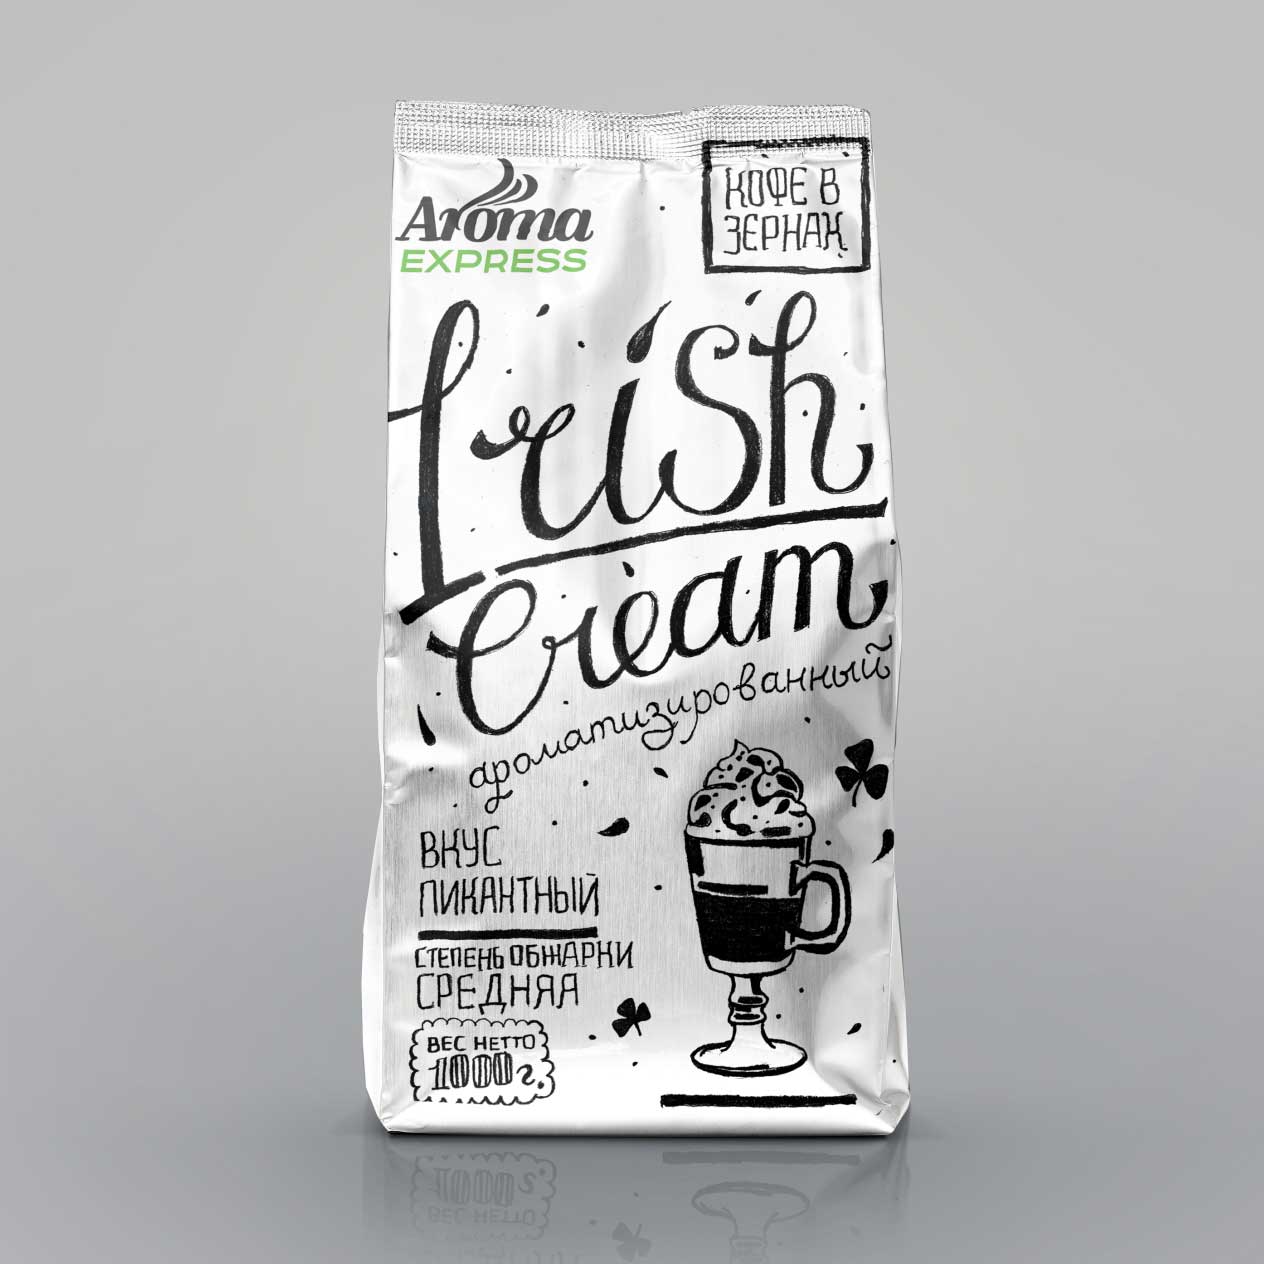 Aroma
EXPRESS
КОФЕ В
ЗЕРНАХ
Irish
Cream
ароматизированный
ВКУС
ПИКАНТНЫЙ
СТЕПЕНЬ ОБЖАРКИ
СРЕДНЯЯ
ВЕС НЕТТО
1000 г.